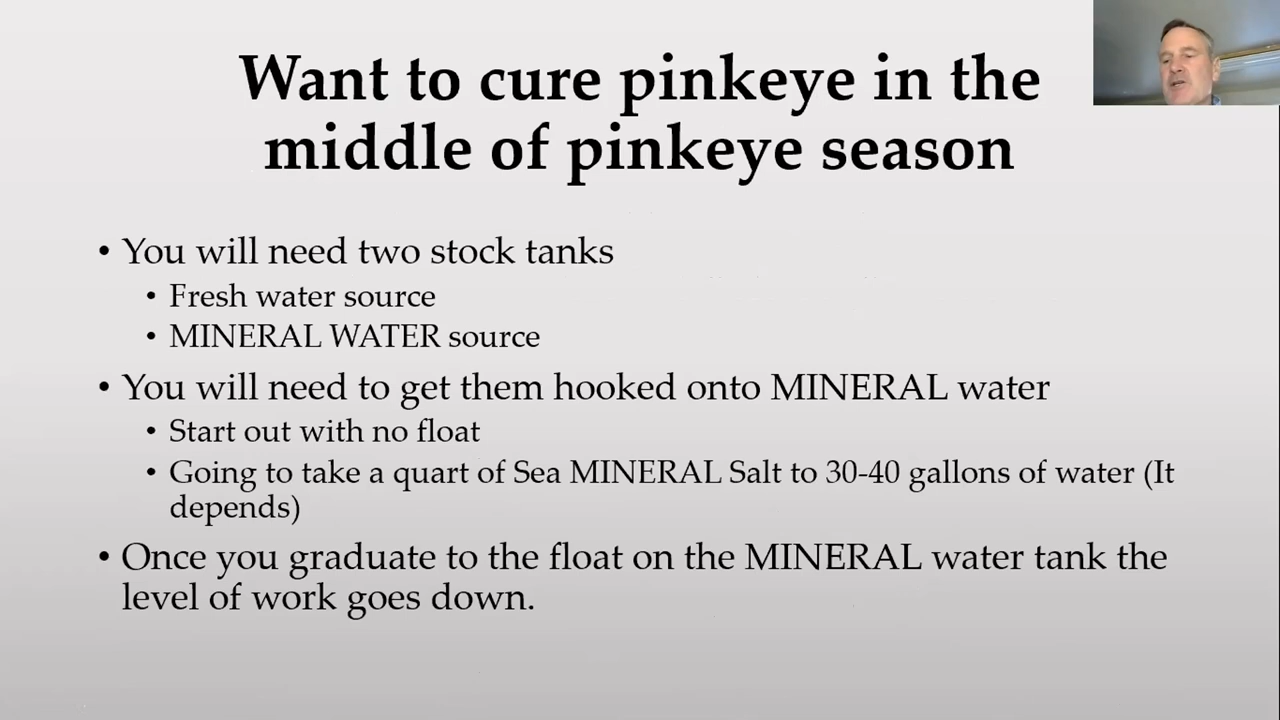 Want to cure pinkeye in the
middle of pinkeye season
• You will need two stock tanks
• Fresh water source
• MINERAL WATER source
• You will need to get them hooked onto MINERAL water
• Start out with no float
• Going to take a quart of Sea MINERAL Salt to 30-40 gallons of water (It
depends)
• Once you graduate to the float on the MINERAL water tank the
level of work goes down.